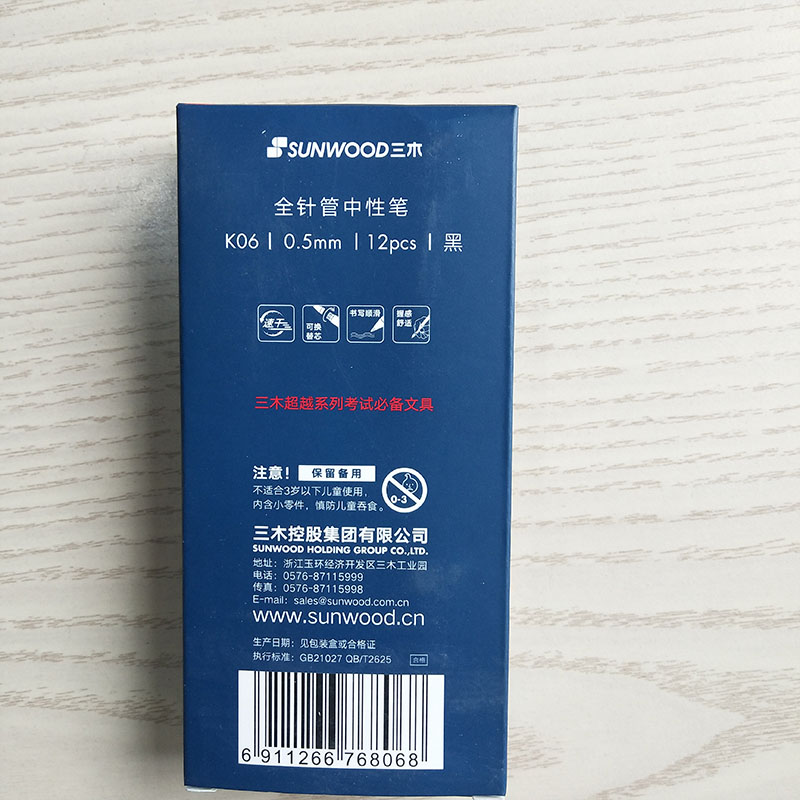 SUNWOOD三木
全针管中性笔
K06 | 0.5mm | 12pcs | 黑
速干
可换
替芯
书写顺滑
握感
舒适
三木超越系列考试必备文具
注意! 保留备用
不适合3岁以下儿童使用,
内含小零件,慎防儿童吞食。
0-3
三木控股集团有限公司
SUNWOOD HOLDING GROUP CO.,LTD.
地址:浙江玉环经济开发区三木工业园
电话:0576-87115999
传真:0576-87115998
E-mail:sales@sunwood.com.cn
www.sunwood.cn
生产日期:见包装盒或合格证
执行标准:GB21027 QB/T2625 合格
6 911266 768068